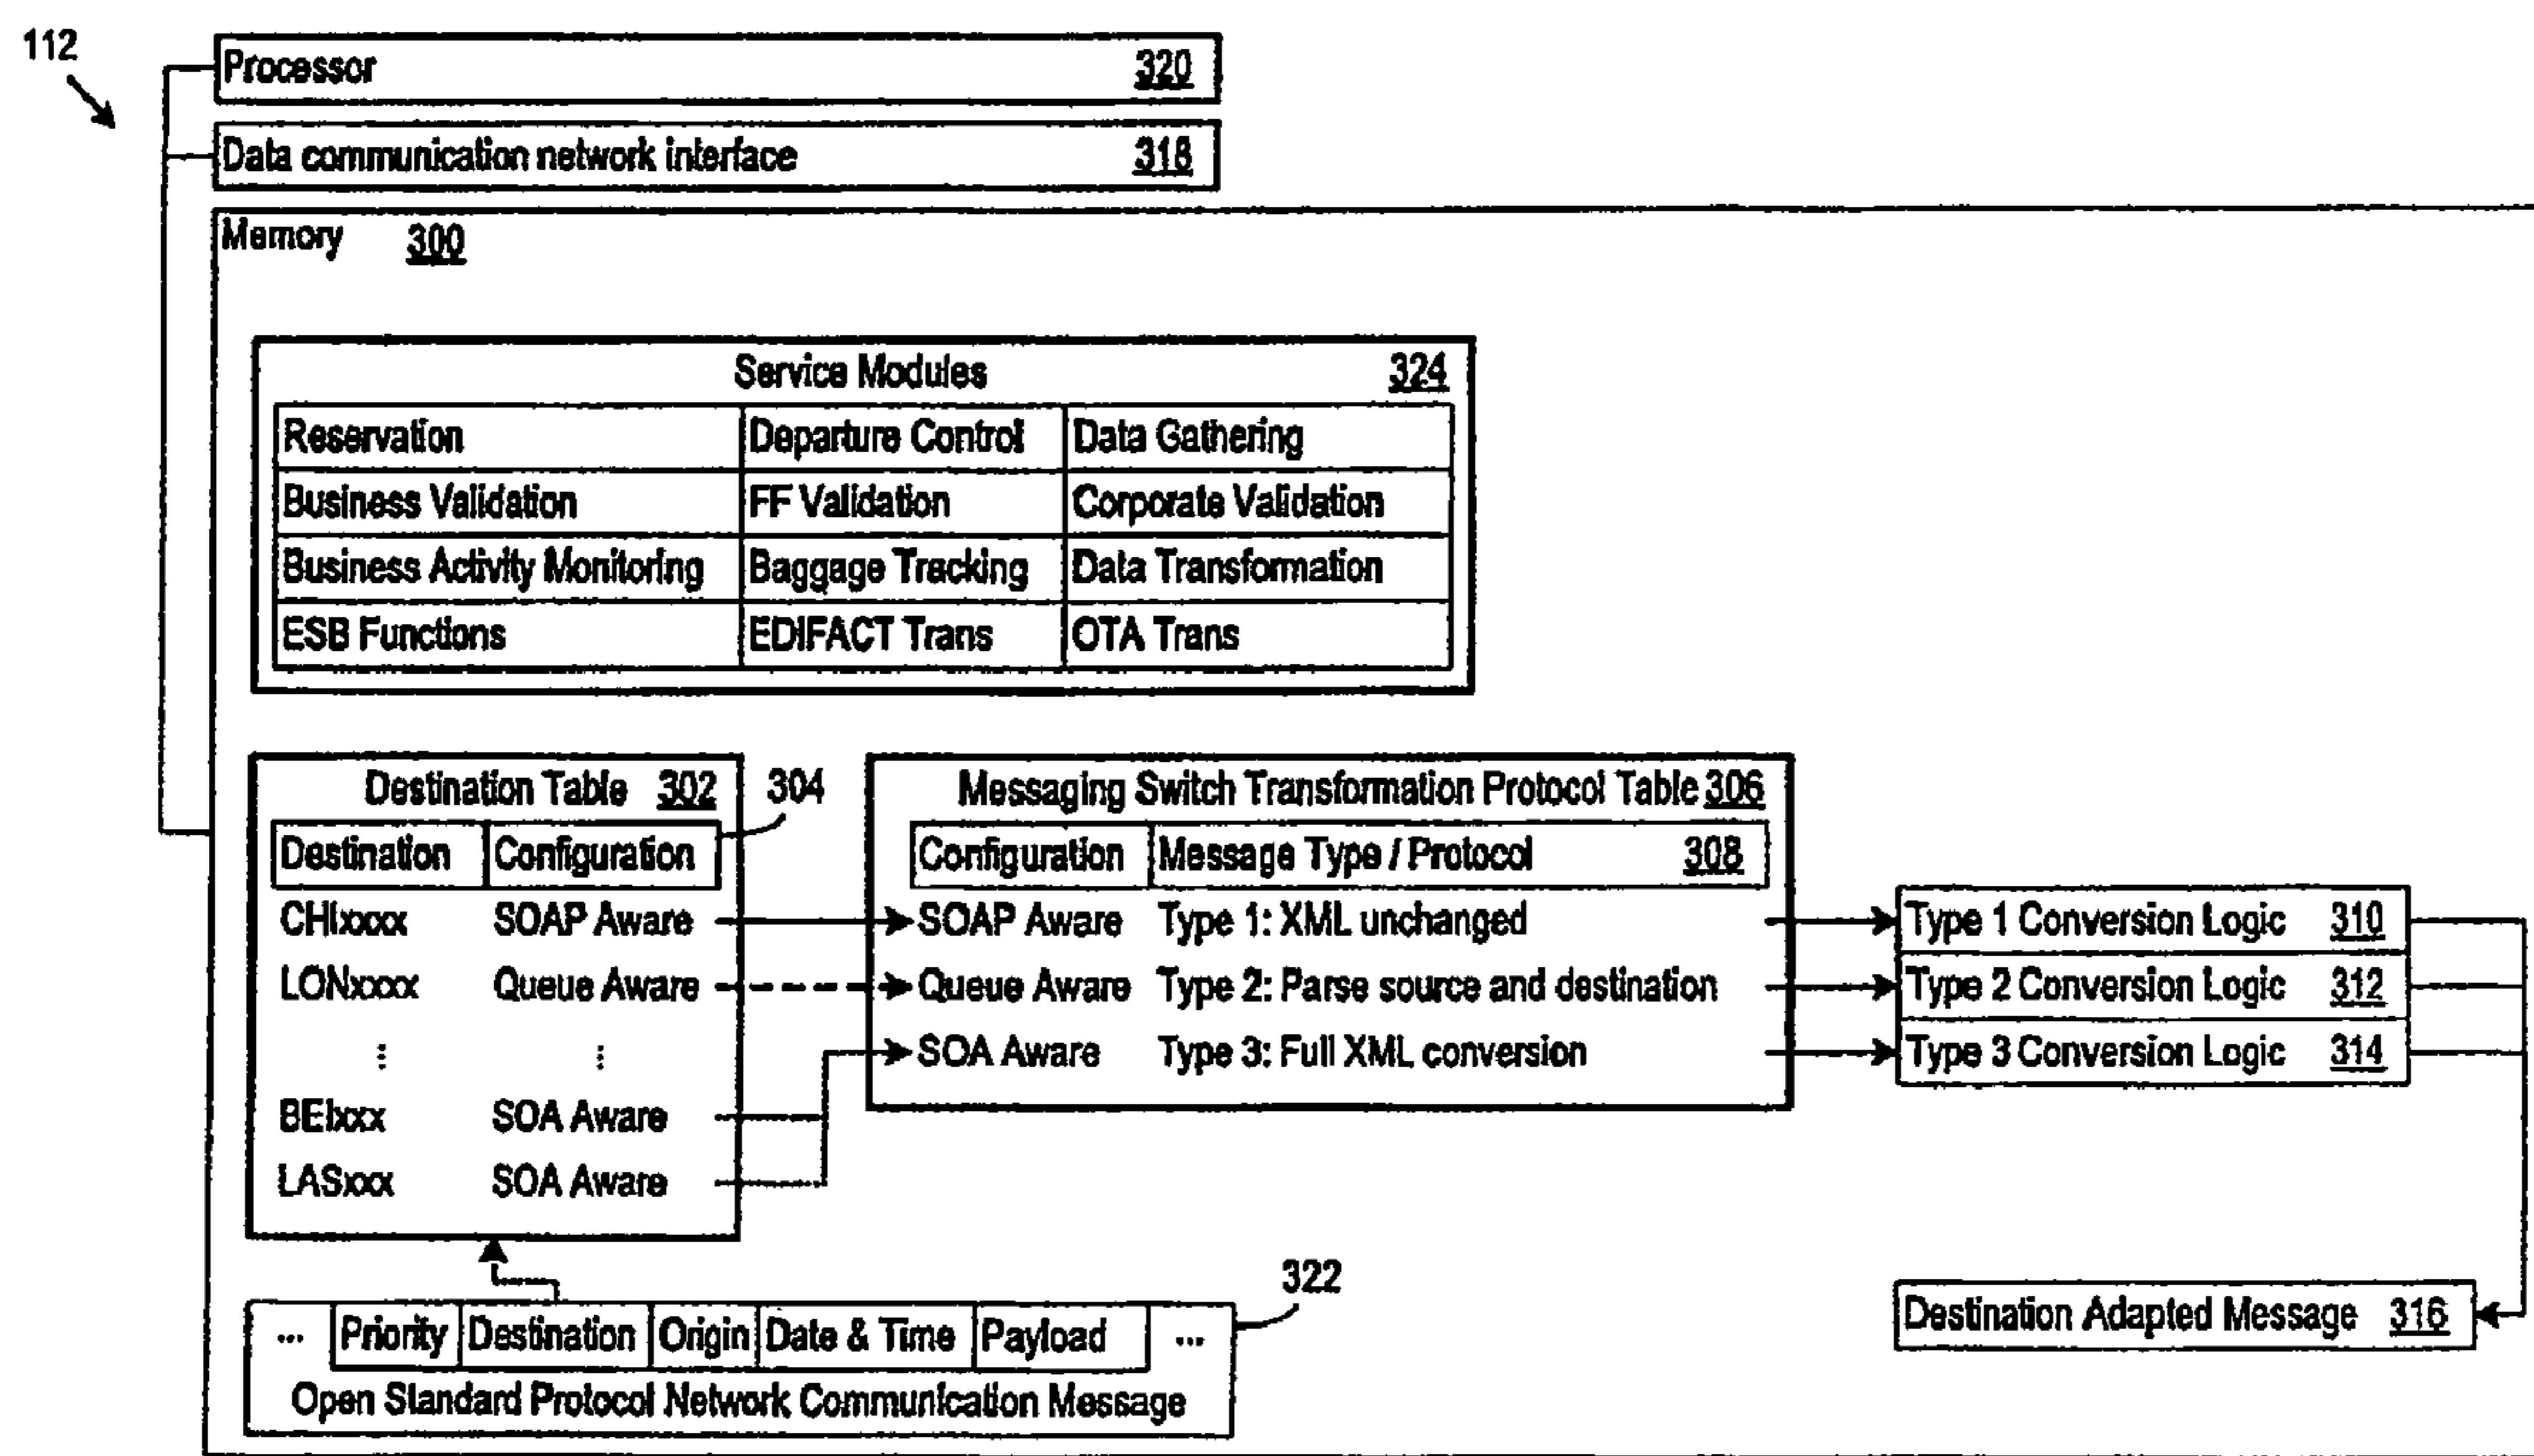 112
Processor 320
Data communication network interface 318
Memory 300
Service Modules 324
Reservation Departure Control Data Gathering
Business Validation FF Validation Corporate Validation
Business Activity Monitoring Baggage Tracking Data Transformation
ESB Functions EDIFACT Trans OTA Trans
Destination Table 302 304 Messaging Switch Transformation Protocol Table 306
Destination Configuration Configuration Message Type / Protocol 308
CHIxxxx SOAP Aware SOAP Aware Type 1: XML unchanged Type 1 Conversion Logic 310
LONxxxx Queue Aware Queue Aware Type 2: Parse source and destination Type 2 Conversion Logic 312
⋮ ⋮ SOA Aware Type 3: Full XML conversion Type 3 Conversion Logic 314
BEIxxx SOA Aware
LASxxx SOA Aware
322
... Priority Destination Origin Date & Time Payload ... Destination Adapted Message 316
Open Standard Protocol Network Communication Message